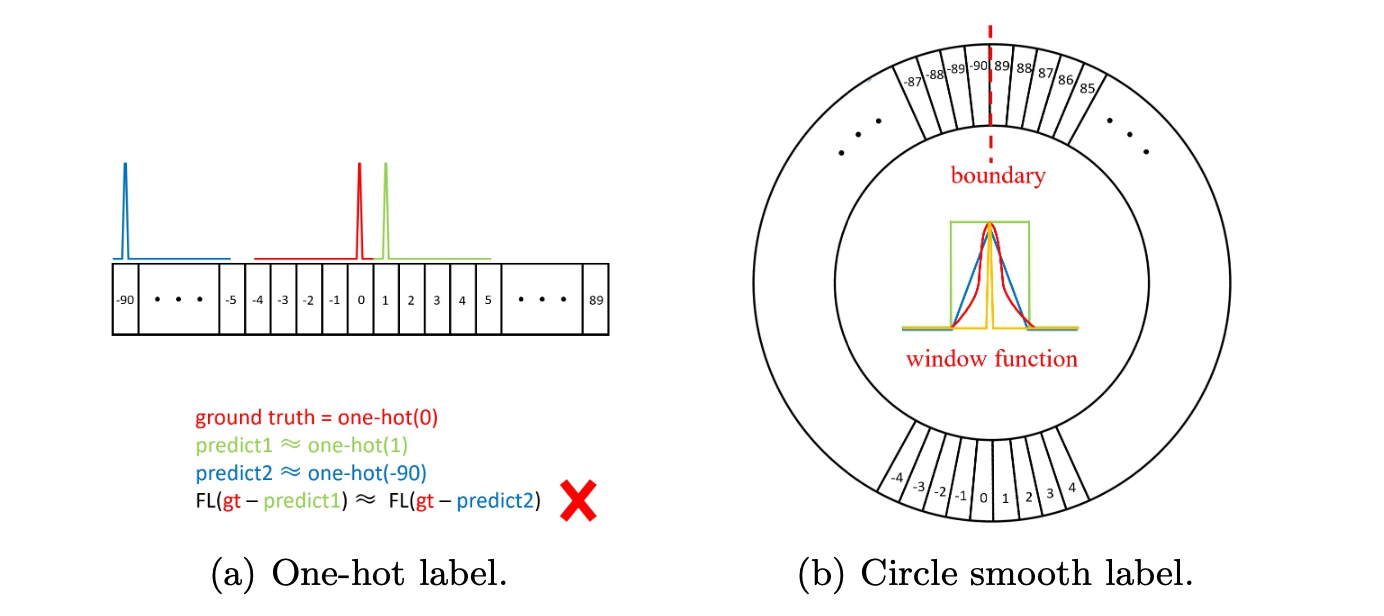 -90 • • • -5 -4 -3 -2 -1 0 1 2 3 4 5 • • • 89
ground truth = one-hot(0)
predict1 ≈ one-hot(1)
predict2 ≈ one-hot(-90)
FL(gt – predict1) ≈ FL(gt – predict2)
(a) One-hot label.
-87 -88 -89 -90 89 88 87 86 85
boundary
window function
-4 -3 -2 -1 0 1 2 3 4
(b) Circle smooth label.